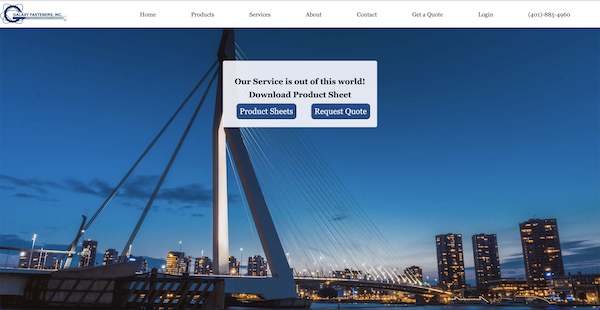 GALAXY FASTENERS, INC.
Home Products Services About Contact Get a Quote Login (401)-885-4960
Our Service is out of this world!
Download Product Sheet
Product Sheets Request Quote